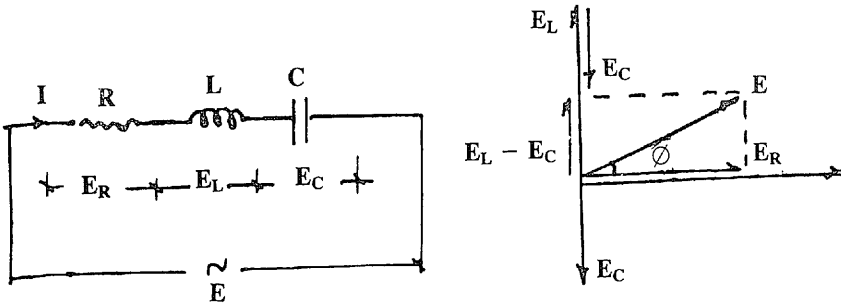 I R L C
E_R E_L E_C
~
E
E_L
E_C
E
E_L – E_C
Ø
E_R
E_C